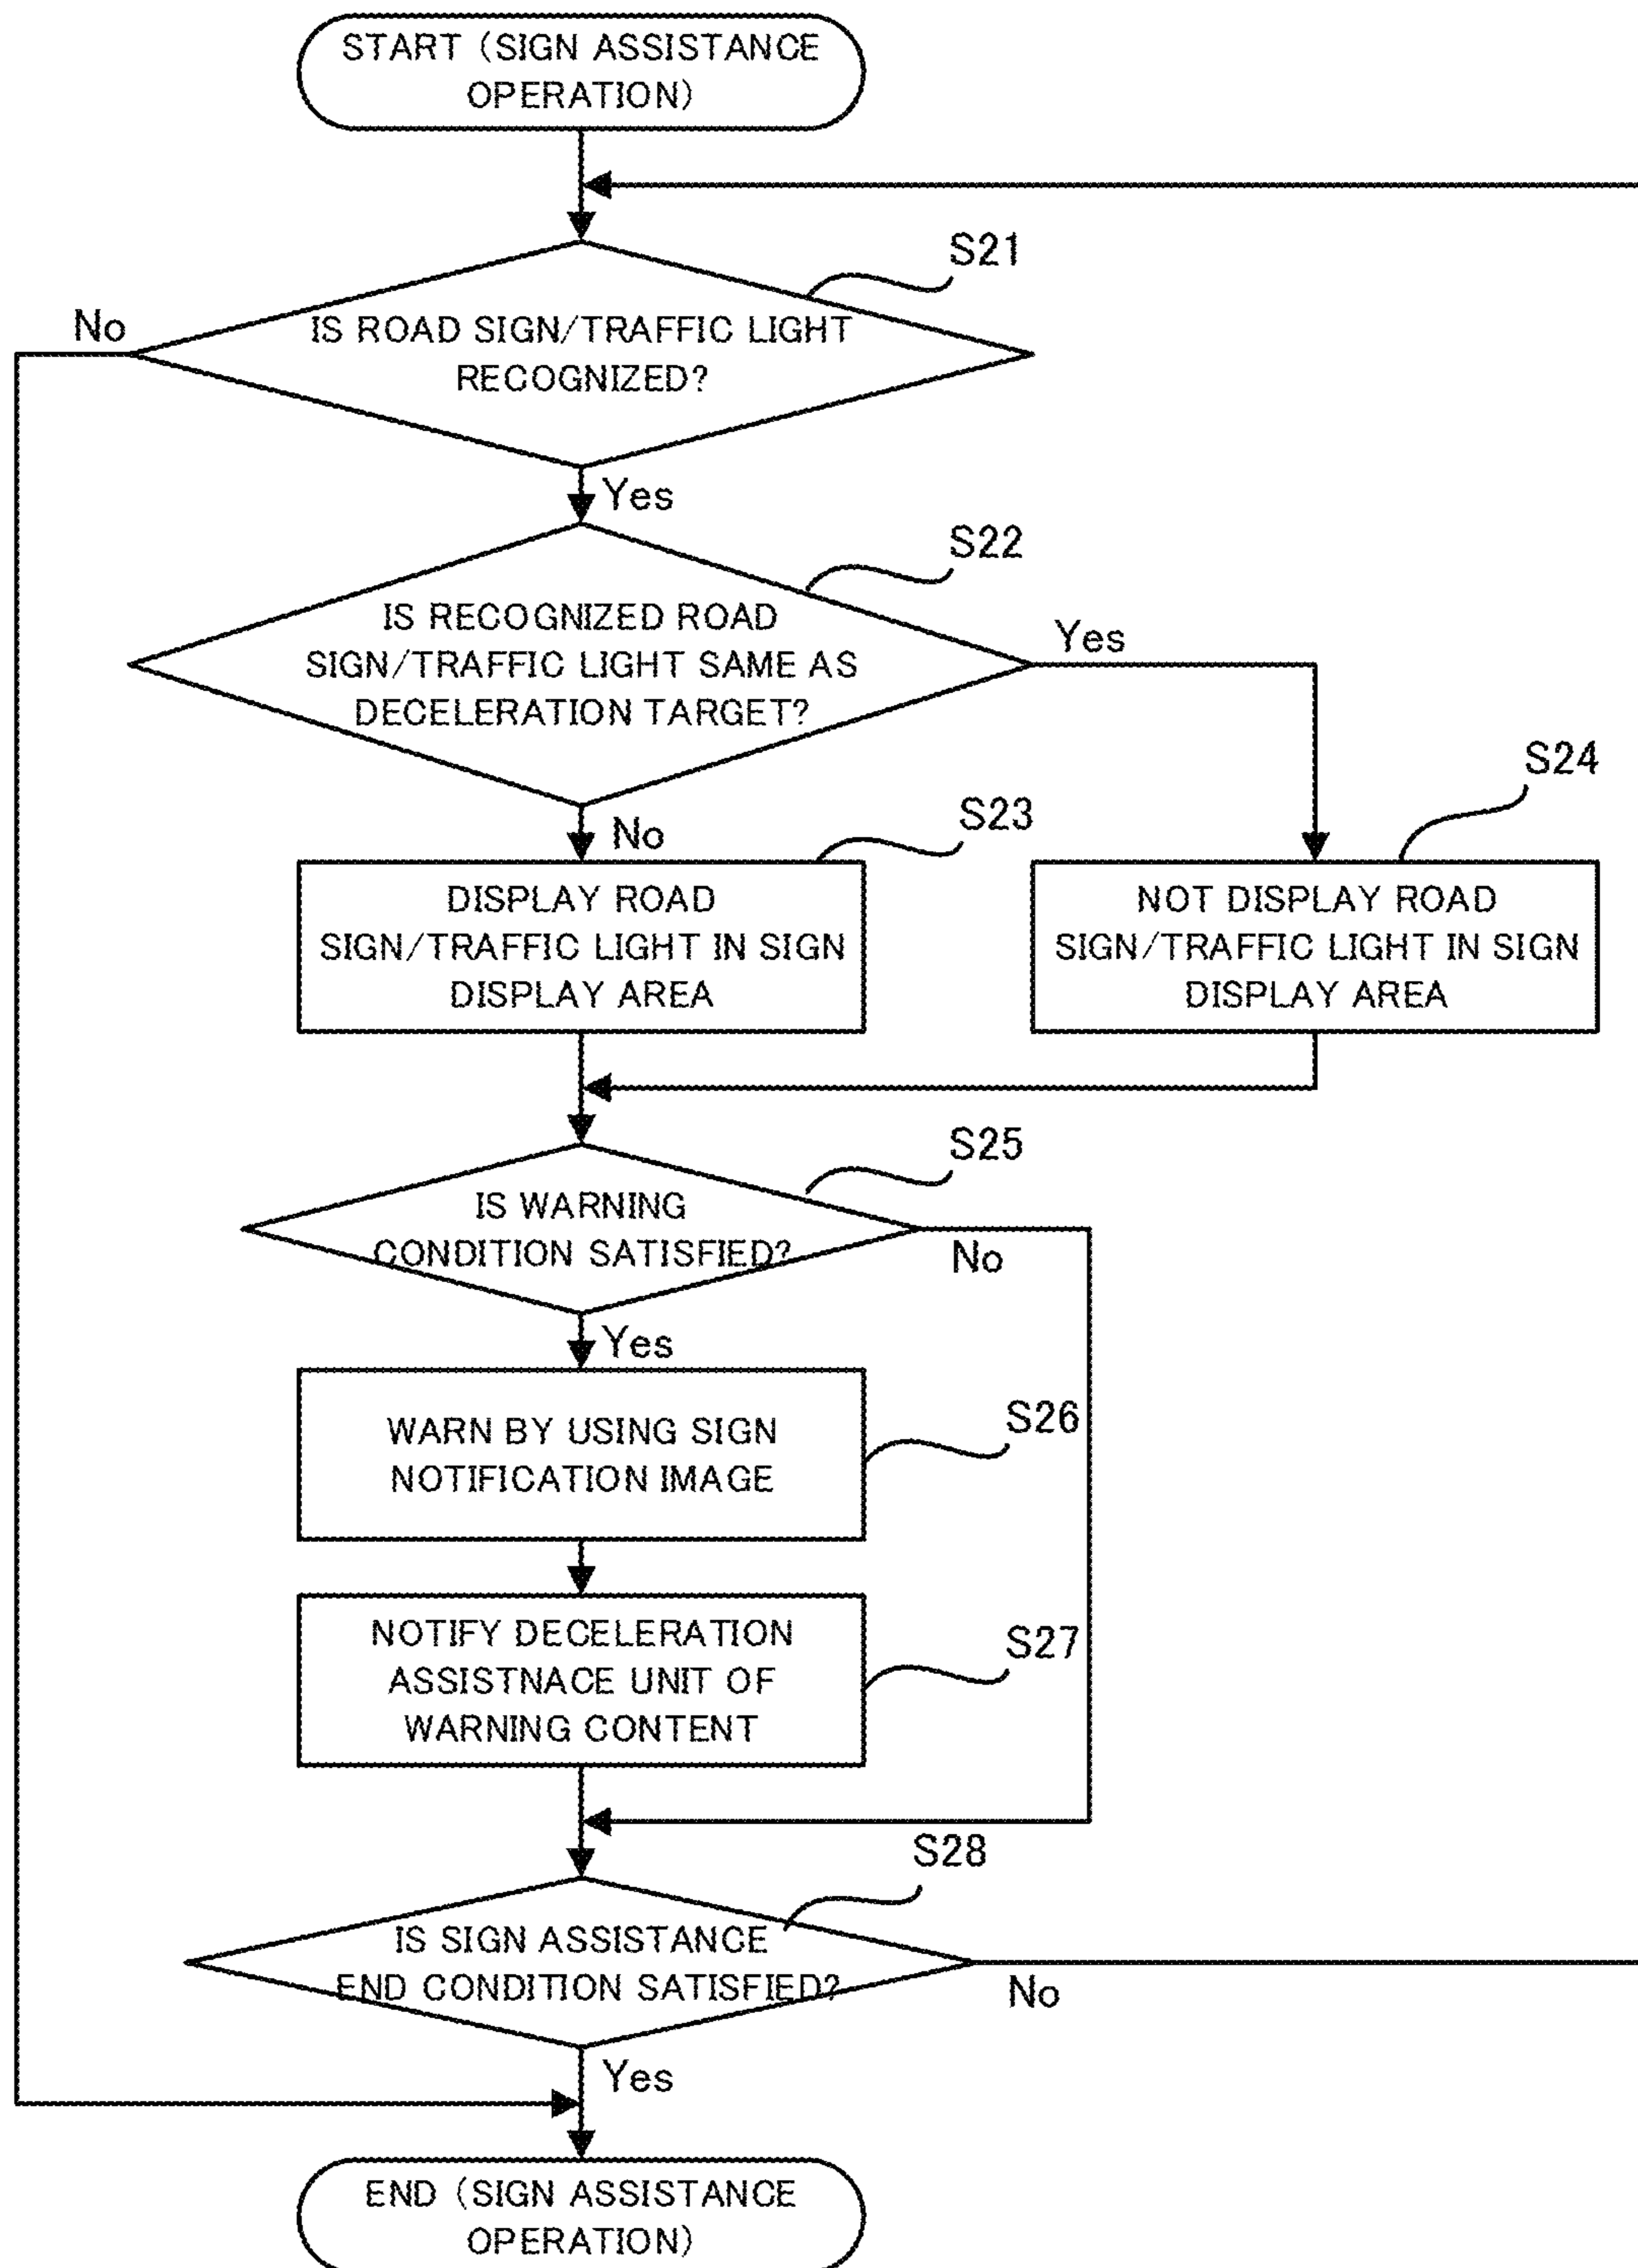 START (SIGN ASSISTANCE
OPERATION)
S21
No
IS ROAD SIGN/TRAFFIC LIGHT
RECOGNIZED?
Yes
S22
IS RECOGNIZED ROAD
SIGN/TRAFFIC LIGHT SAME AS
DECELERATION TARGET?
Yes
No
S23
S24
DISPLAY ROAD
SIGN/TRAFFIC LIGHT IN SIGN
DISPLAY AREA
NOT DISPLAY ROAD
SIGN/TRAFFIC LIGHT IN SIGN
DISPLAY AREA
S25
IS WARNING
CONDITION SATISFIED?
No
Yes
S26
WARN BY USING SIGN
NOTIFICATION IMAGE
S27
NOTIFY DECELERATION
ASSISTNACE UNIT OF
WARNING CONTENT
S28
IS SIGN ASSISTANCE
END CONDITION SATISFIED?
No
Yes
END (SIGN ASSISTANCE
OPERATION)